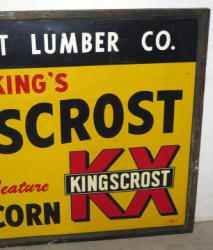 T LUMBER CO.
KING'S
SCROST
feature
CORN
KX
KINGSCROST